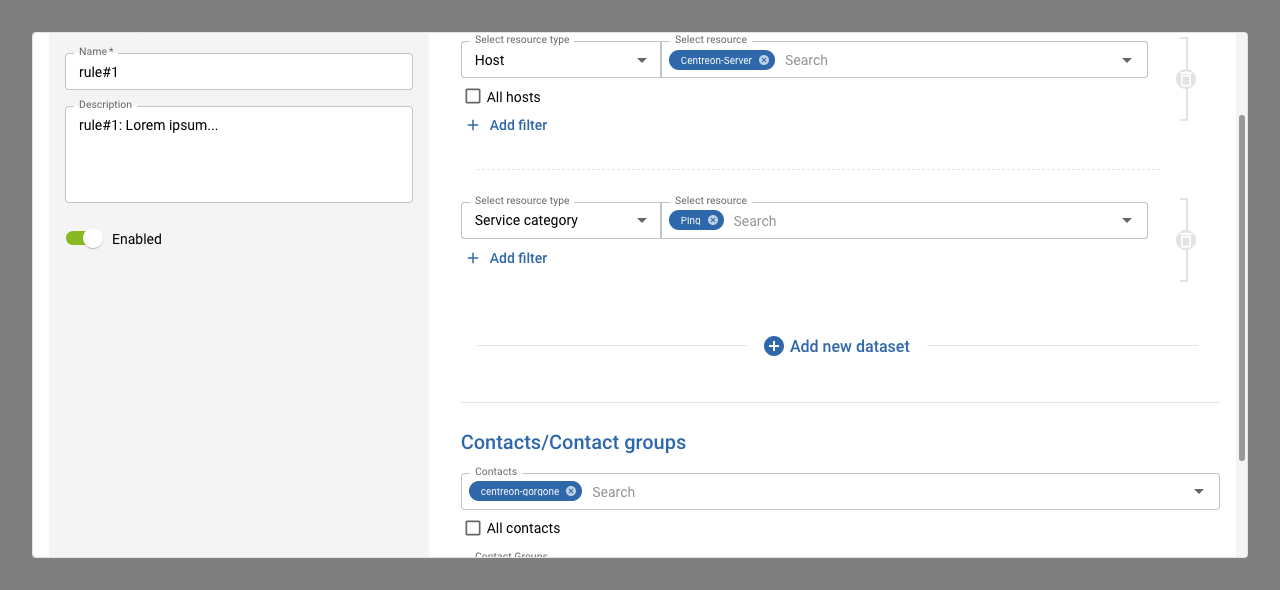 Name *
rule#1
Description
rule#1: Lorem ipsum...
Enabled
Select resource type
Select resource
Host
Centreon-Server
Search
All hosts
Add filter
Select resource type
Select resource
Service category
Ping
Search
Add filter
Add new dataset
Contacts/Contact groups
Contacts
centreon-gorgone
Search
All contacts
Contact Groups